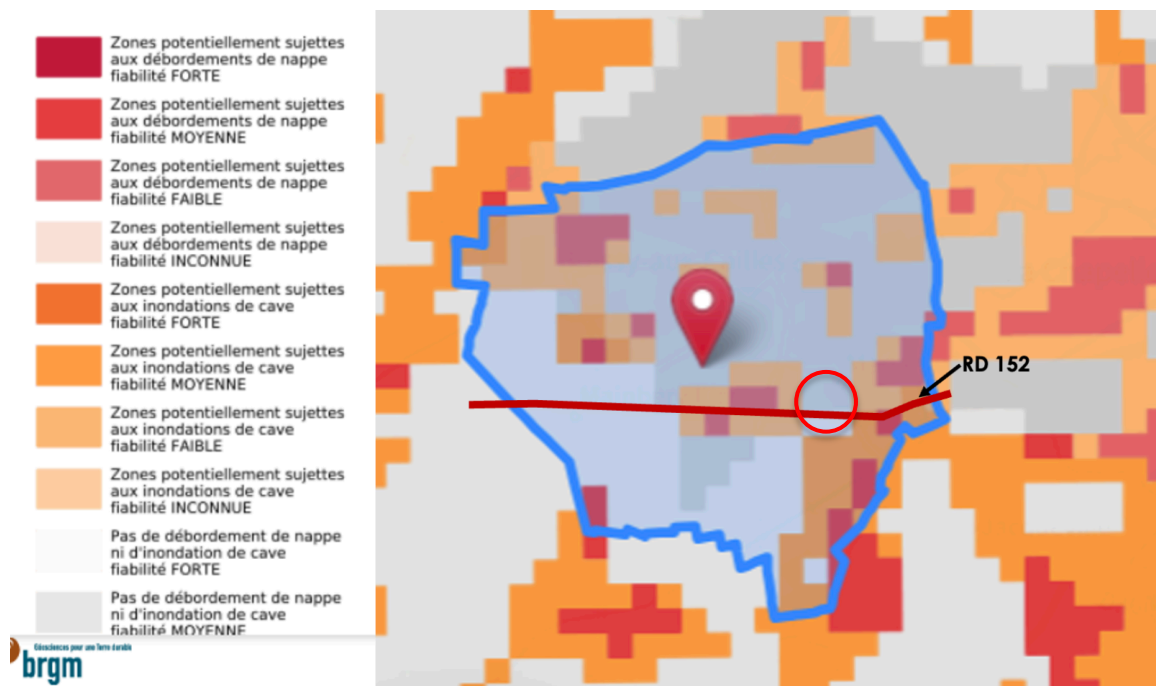 Zones potentiellement sujettes
aux débordements de nappe
fiabilité FORTE
Zones potentiellement sujettes
aux débordements de nappe
fiabilité MOYENNE
Zones potentiellement sujettes
aux débordements de nappe
fiabilité FAIBLE
Zones potentiellement sujettes
aux débordements de nappe
fiabilité INCONNUE
Zones potentiellement sujettes
aux inondations de cave
fiabilité FORTE
Zones potentiellement sujettes
aux inondations de cave
fiabilité MOYENNE
Zones potentiellement sujettes
aux inondations de cave
fiabilité FAIBLE
Zones potentiellement sujettes
aux inondations de cave
fiabilité INCONNUE
Pas de débordement de nappe
ni d'inondation de cave
fiabilité FORTE
Pas de débordement de nappe
ni d'inondation de cave
fiabilité MOYENNE
Géosciences pour une Terre durable
brgm
RD 152